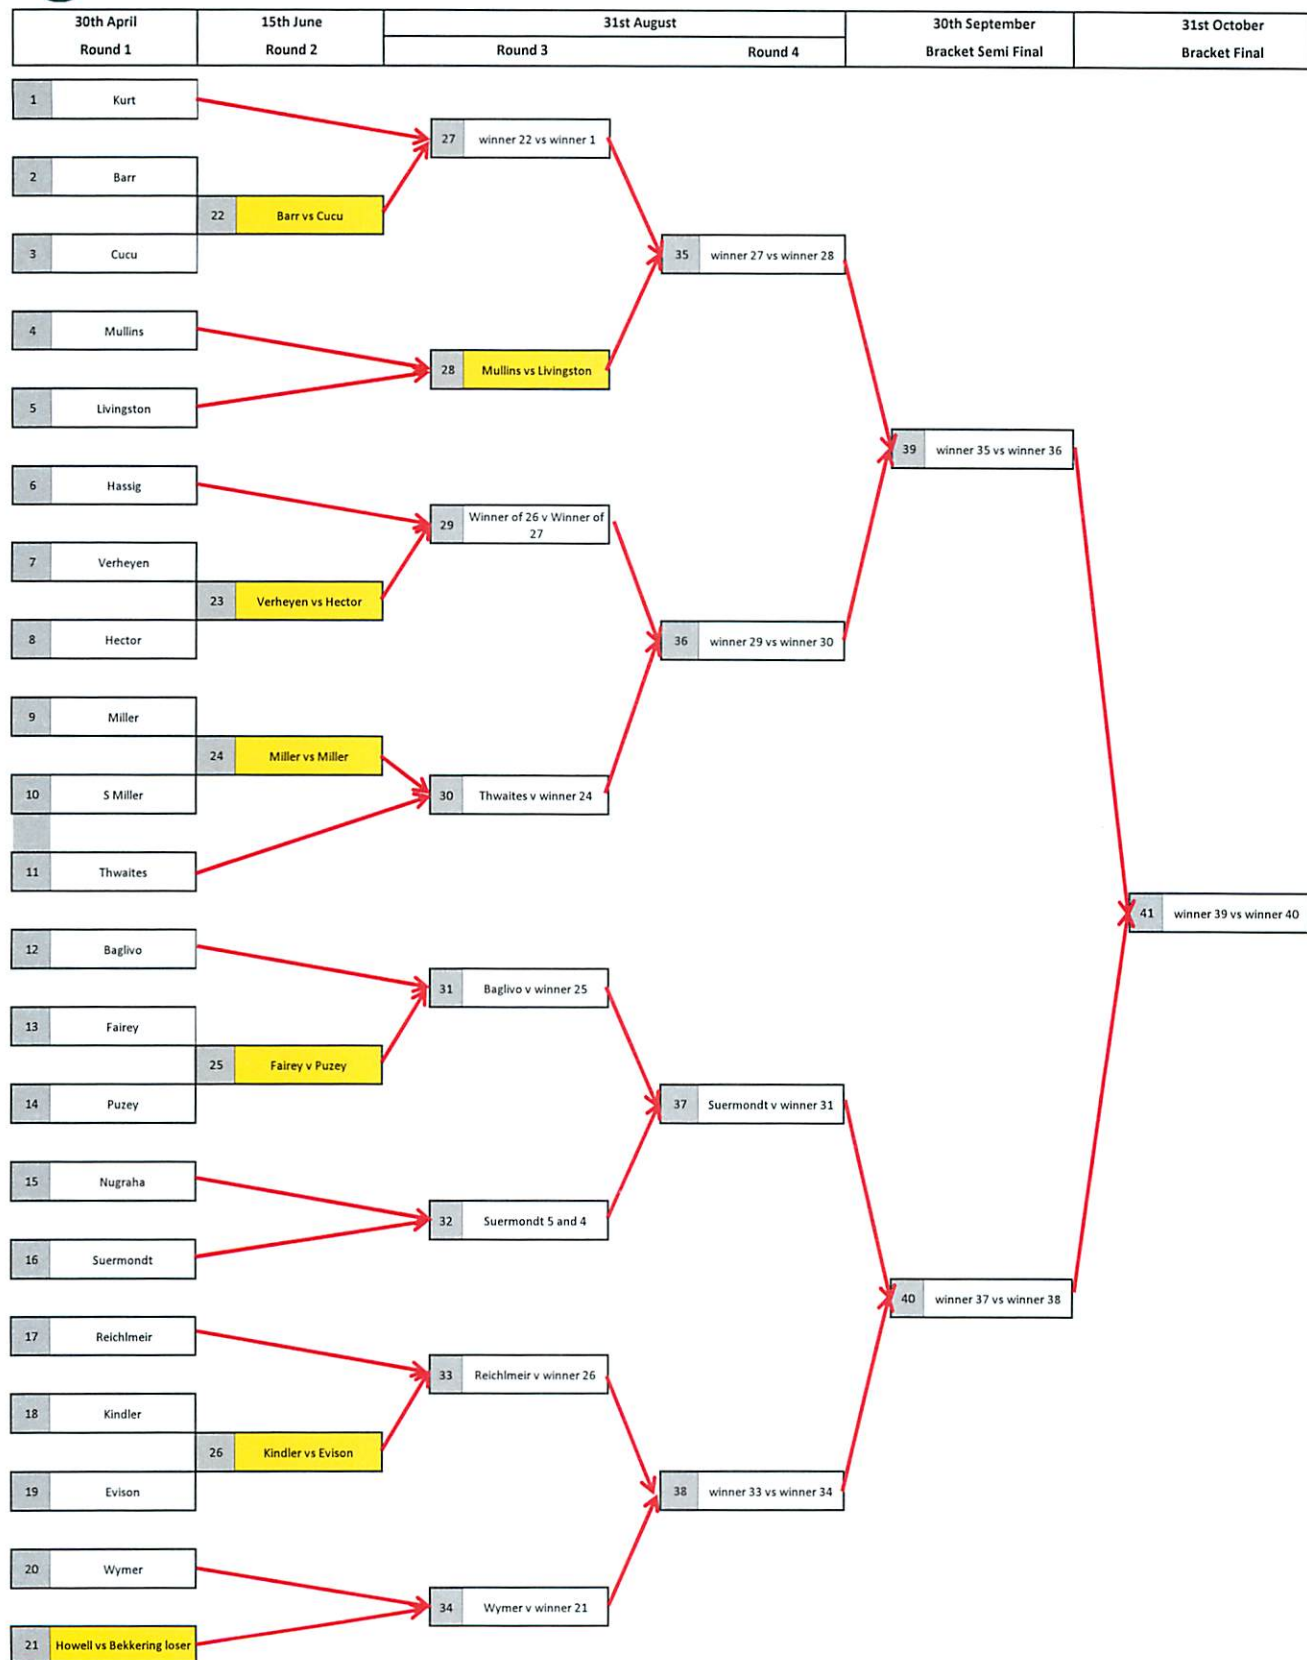 30th April
15th June
31st August
30th September
31st October
Round 1
Round 2
Round 3
Round 4
Bracket Semi Final
Bracket Final
1 Kurt
27 winner 22 vs winner 1
2 Barr
22 Barr vs Cucu
3 Cucu
35 winner 27 vs winner 28
4 Mullins
28 Mullins vs Livingston
5 Livingston
39 winner 35 vs winner 36
6 Hassig
29 Winner of 26 v Winner of
27
7 Verheyen
23 Verheyen vs Hector
8 Hector
36 winner 29 vs winner 30
9 Miller
24 Miller vs Miller
10 S Miller
30 Thwaites v winner 24
11 Thwaites
41 winner 39 vs winner 40
12 Baglivo
31 Baglivo v winner 25
13 Fairey
25 Fairey v Puzey
14 Puzey
37 Suermondt v winner 31
15 Nugraha
32 Suermondt 5 and 4
16 Suermondt
40 winner 37 vs winner 38
17 Reichlmeir
33 Reichlmeir v winner 26
18 Kindler
26 Kindler vs Evison
19 Evison
38 winner 33 vs winner 34
20 Wymer
34 Wymer v winner 21
21 Howell vs Bekkering loser